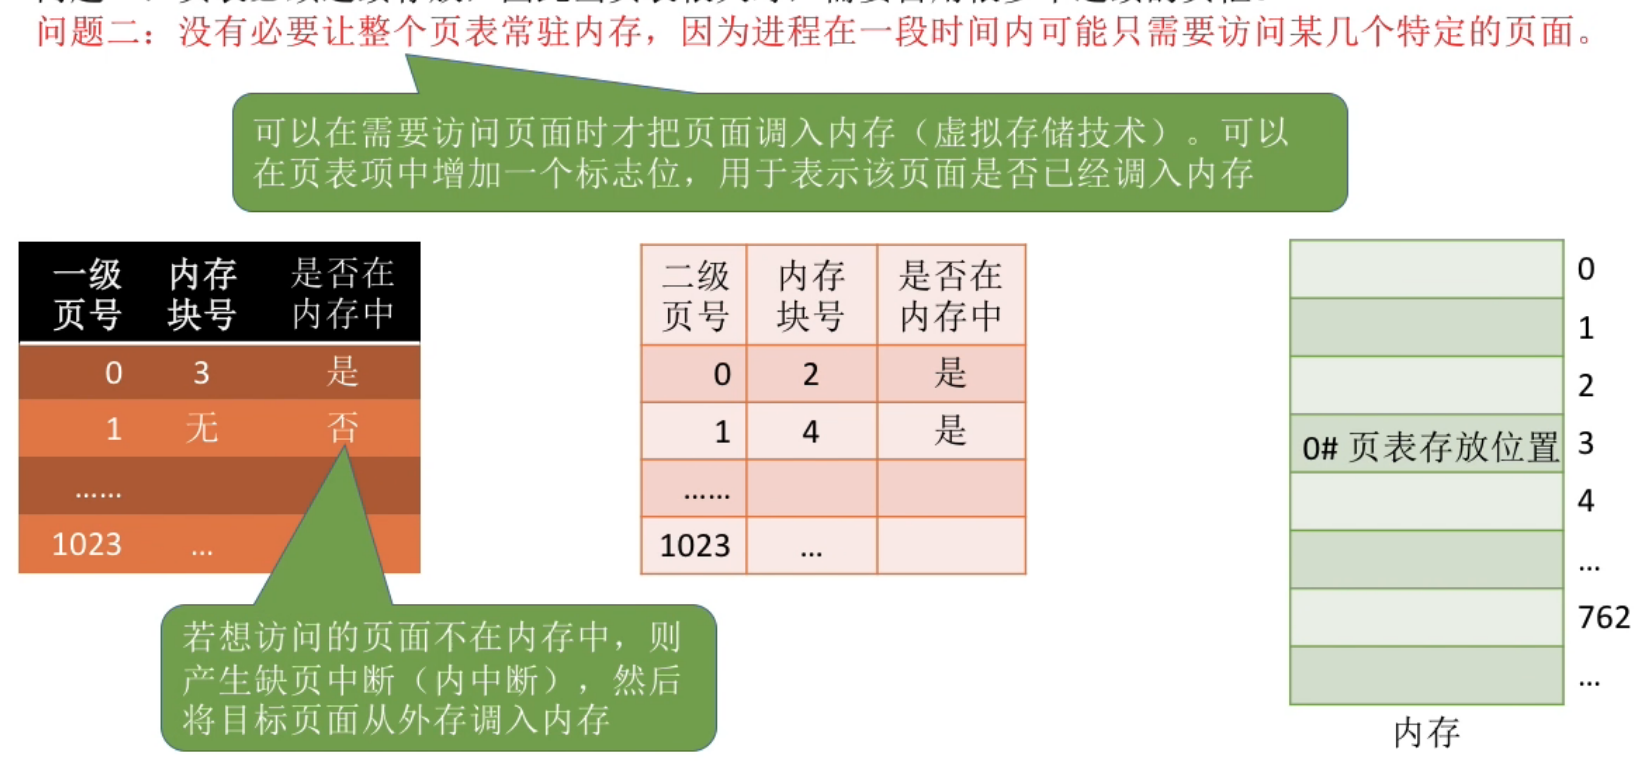 问题二：没有必要让整个页表常驻内存，因为进程在一段时间内可能只需要访问某几个特定的页面。
可以在需要访问页面时才把页面调入内存（虚拟存储技术）。可以
在页表项中增加一个标志位，用于表示该页面是否已经调入内存
一级页号 内存块号 是否在内存中
0 3 是
1 无 否
......
1023 ...
二级页号 内存块号 是否在内存中
0 2 是
1 4 是
......
1023 ...
0
1
2
0# 页表存放位置 3
4
...
762
...
内存
若想访问的页面不在内存中，则
产生缺页中断（内中断），然后
将目标页面从外存调入内存